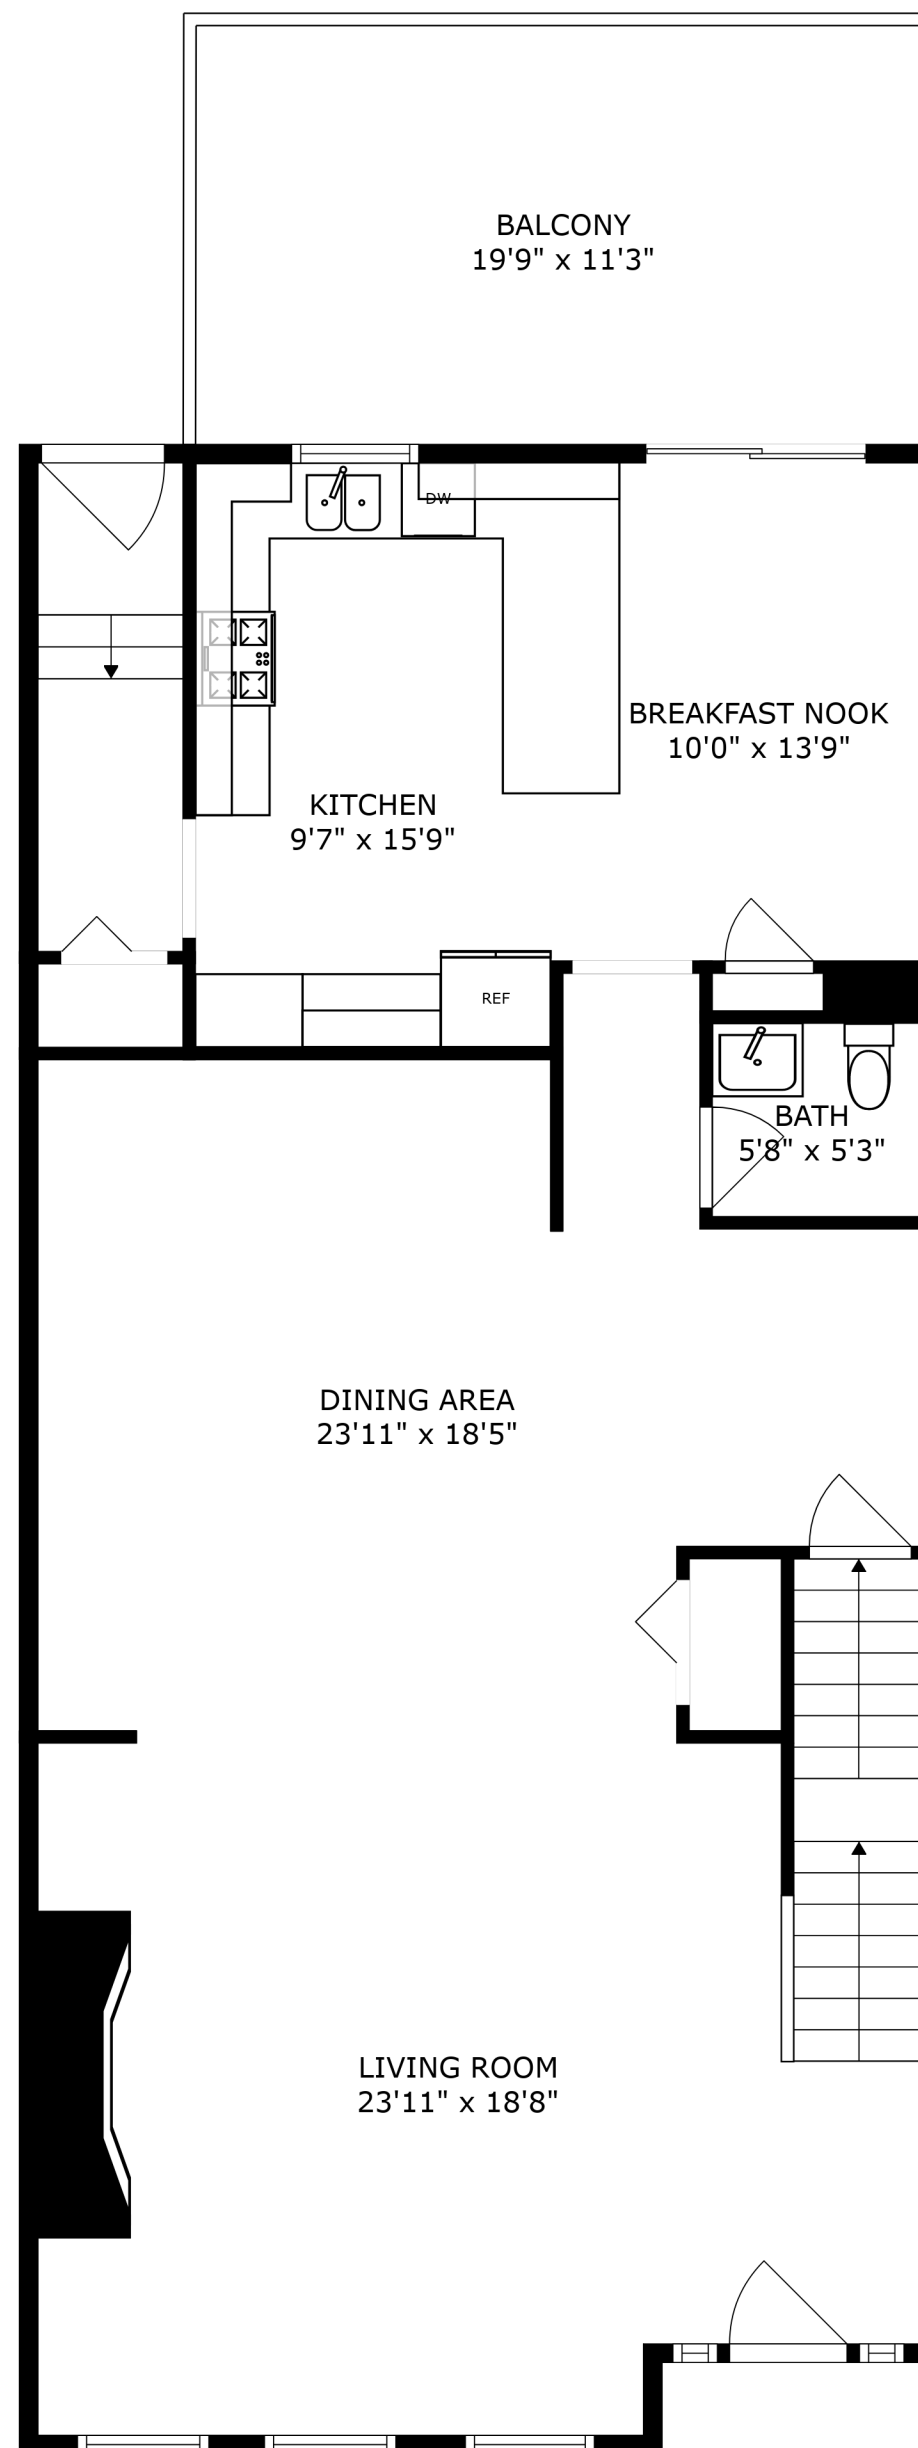 BALCONY
19'9" x 11'3"
DW
BREAKFAST NOOK
10'0" x 13'9"
KITCHEN
9'7" x 15'9"
REF
BATH
5'8" x 5'3"
DINING AREA
23'11" x 18'5"
LIVING ROOM
23'11" x 18'8"